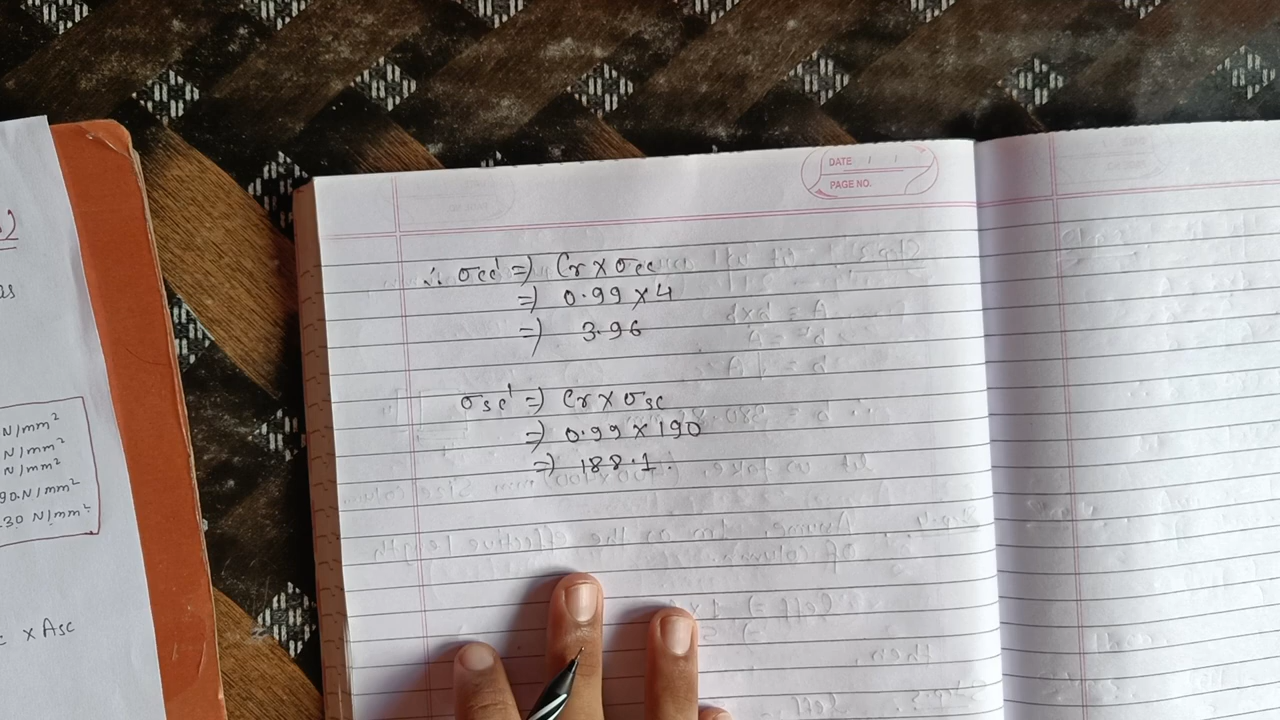 DATE / /
PAGE NO.
∴ σcc' => Cr × σcc
=> 0.99 × 4
=> 3.96
σsc' => Cr × σsc
=> 0.99 × 190
=> 188.1.
as
N/mm²
N/mm²
N/mm²
90.N/mm²
30 N/mm²
× Asc